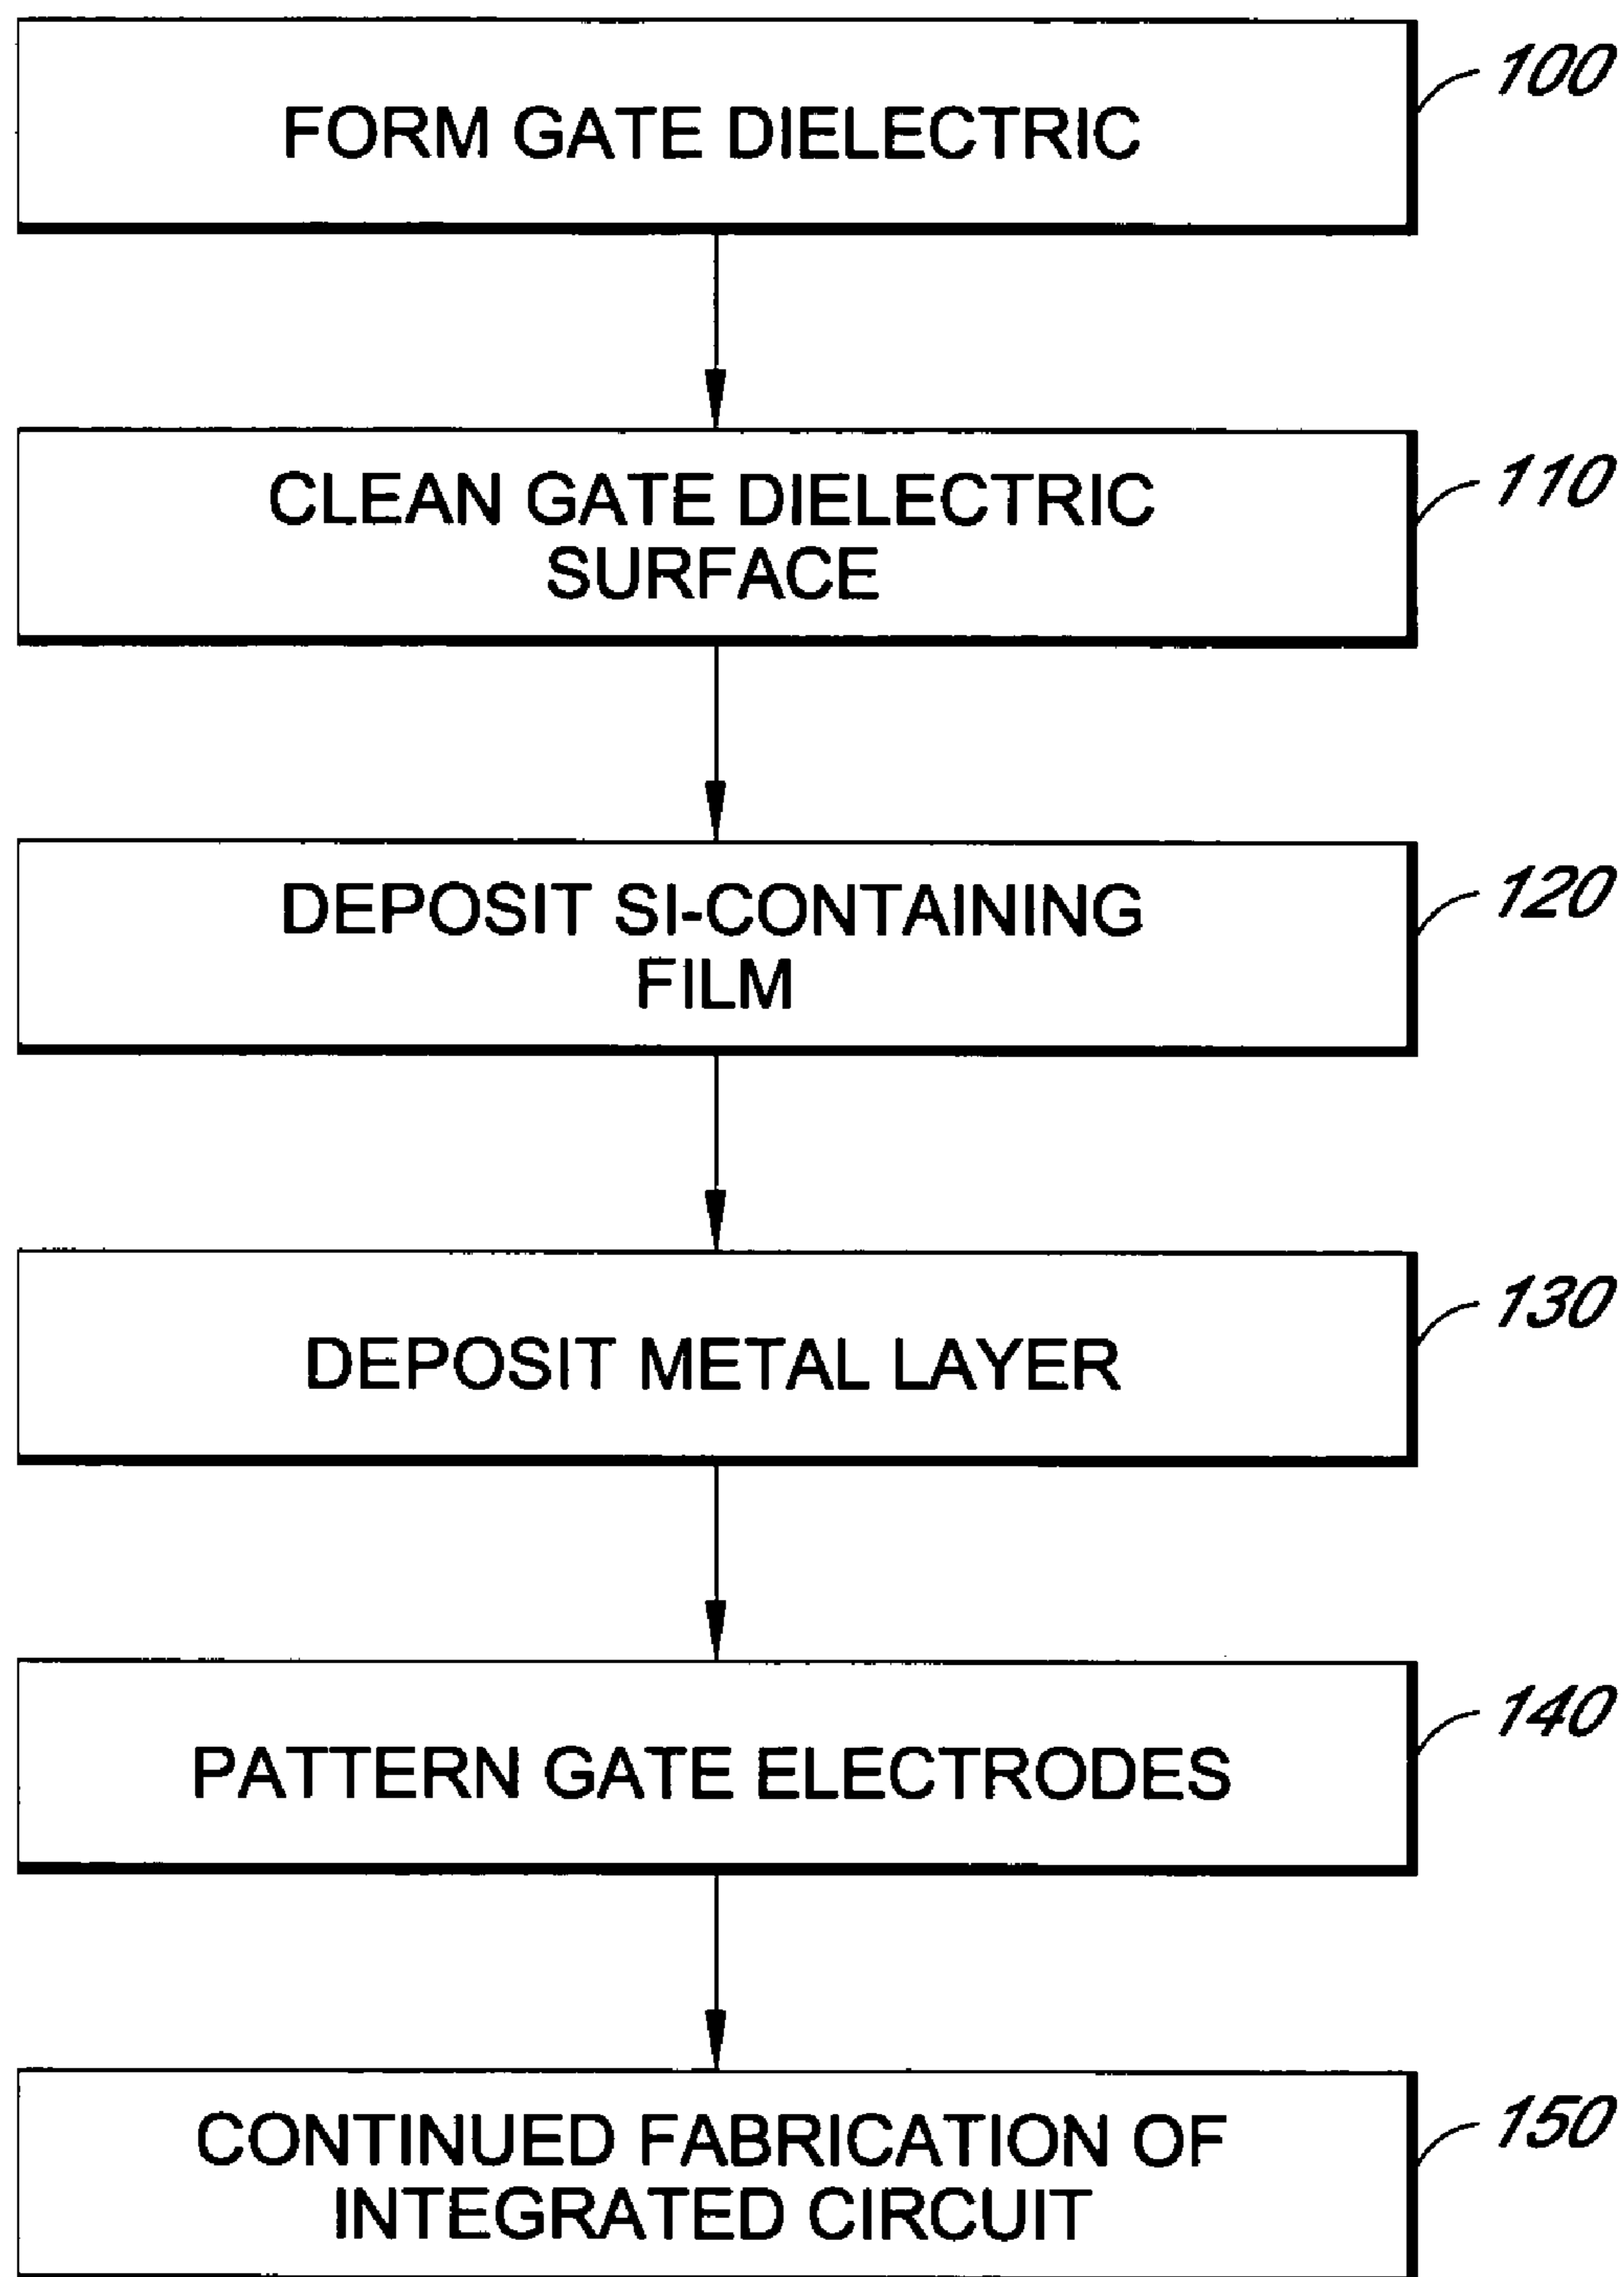 100
FORM GATE DIELECTRIC
110
CLEAN GATE DIELECTRIC
SURFACE
120
DEPOSIT SI-CONTAINING
FILM
130
DEPOSIT METAL LAYER
140
PATTERN GATE ELECTRODES
150
CONTINUED FABRICATION OF
INTEGRATED CIRCUIT